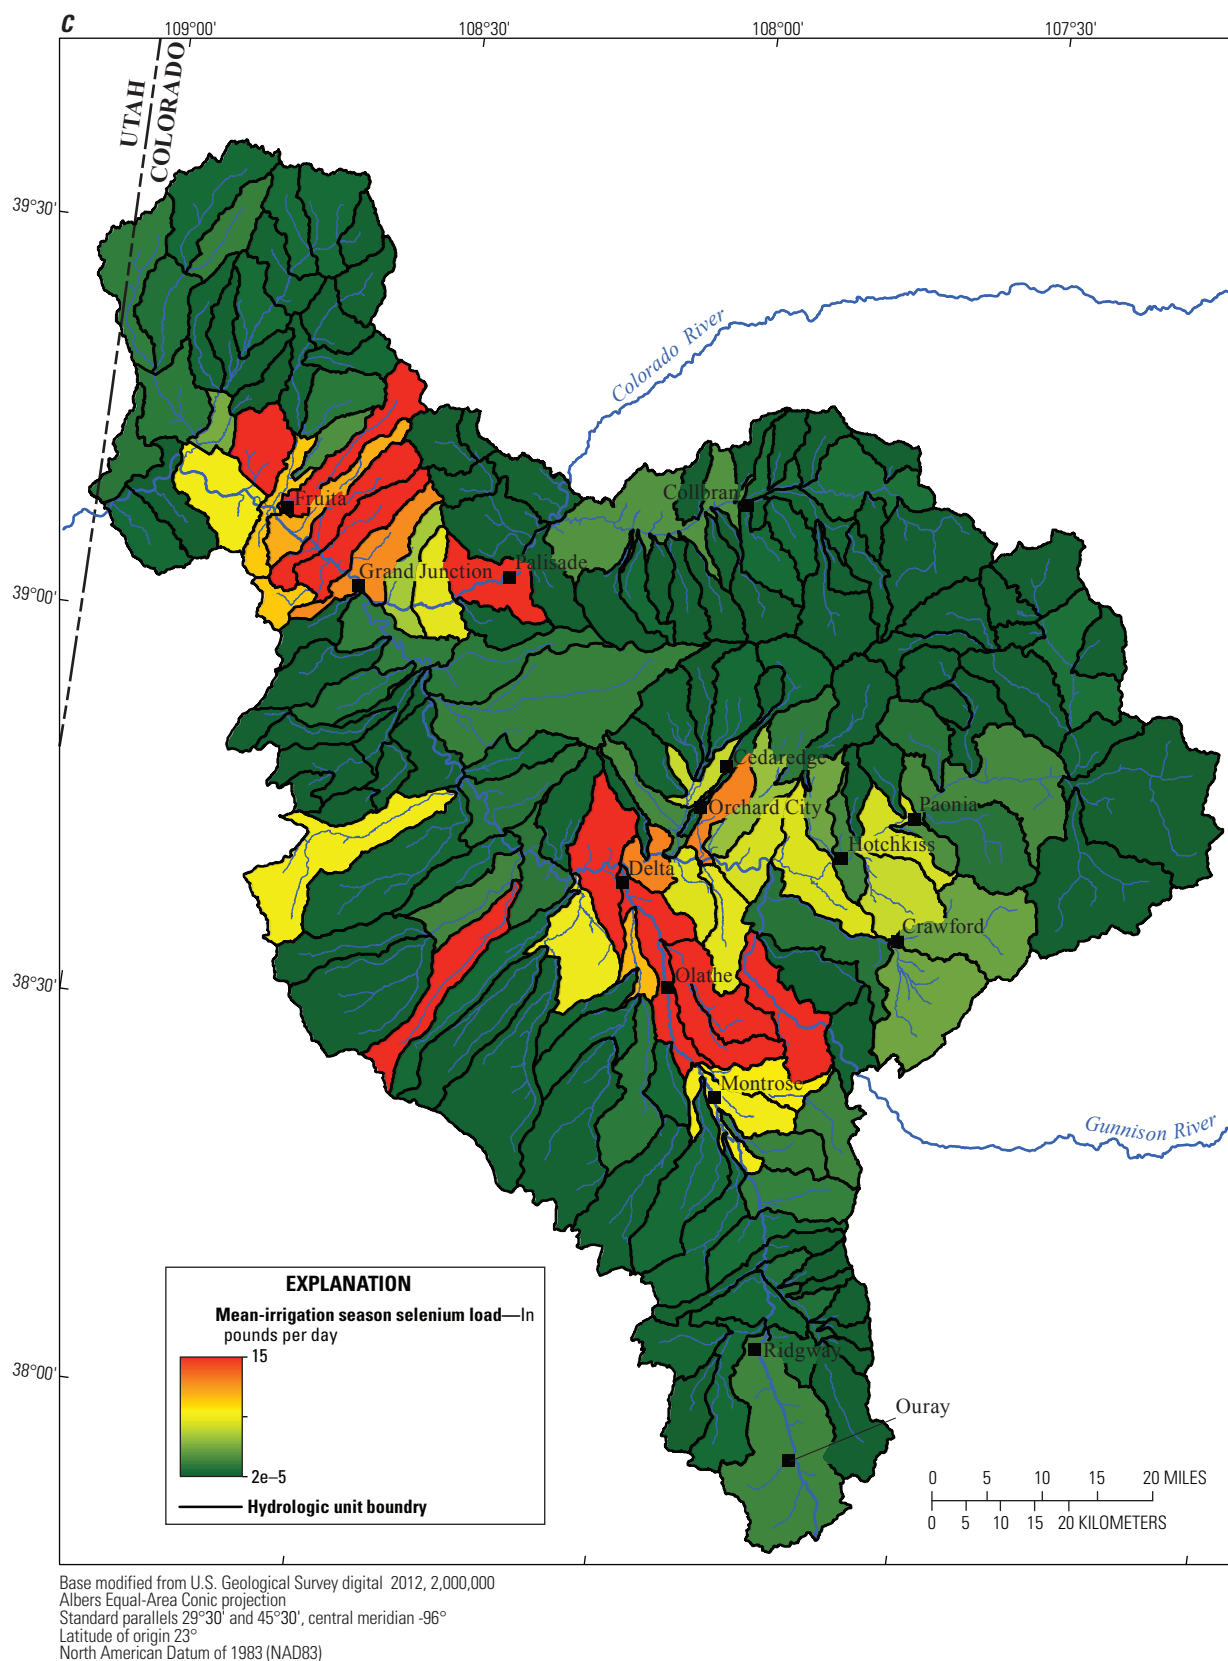 C
109°00'
108°30'
108°00'
107°30'
UTAH
COLORADO
39°30'
Colorado River
Collbran
Fruita
Palisade
Grand Junction
39°00'
Cedaredge
Orchard City
Paonia
Hotchkiss
Delta
Crawford
Olathe
38°30'
Montrose
Gunnison River
EXPLANATION
Mean-irrigation season selenium load—In
pounds per day
15
2e–5
Hydrologic unit boundry
Ridgway
38°00'
Ouray
0 5 10 15 20 MILES
0 5 10 15 20 KILOMETERS
Base modified from U.S. Geological Survey digital 2012, 2,000,000
Albers Equal-Area Conic projection
Standard parallels 29°30' and 45°30', central meridian -96°
Latitude of origin 23°
North American Datum of 1983 (NAD83)